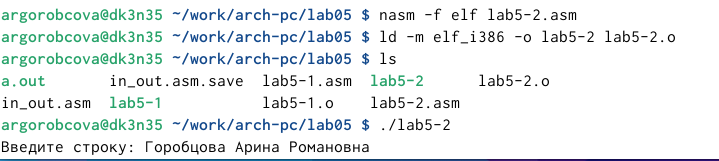 argorobcova@dk3n35 ~/work/arch-pc/lab05 $ nasm -f elf lab5-2.asm
argorobcova@dk3n35 ~/work/arch-pc/lab05 $ ld -m elf_i386 -o lab5-2 lab5-2.o
argorobcova@dk3n35 ~/work/arch-pc/lab05 $ ls
a.out in_out.asm.save lab5-1.asm lab5-2 lab5-2.o
in_out.asm lab5-1 lab5-1.o lab5-2.asm
argorobcova@dk3n35 ~/work/arch-pc/lab05 $ ./lab5-2
Введите строку: Горобцова Арина Романовна